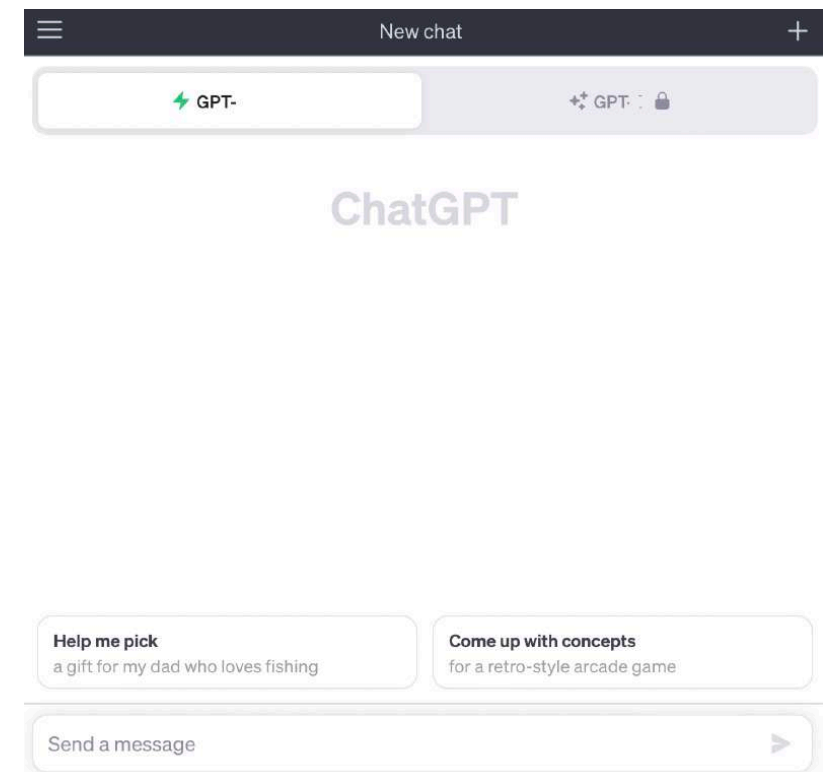 New chat
GPT-
GPT-
ChatGPT
Help me pick
a gift for my dad who loves fishing
Come up with concepts
for a retro-style arcade game
Send a message